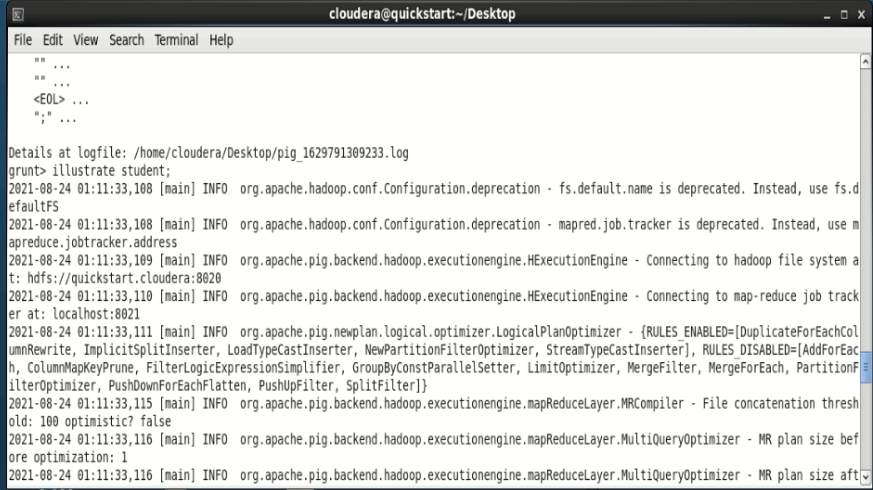 cloudera@quickstart:~/Desktop
File Edit View Search Terminal Help
"" ...
"" ...
<EOL> ...
";" ...
Details at logfile: /home/cloudera/Desktop/pig_1629791309233.log
grunt> illustrate student;
2021-08-24 01:11:33,108 [main] INFO  org.apache.hadoop.conf.Configuration.deprecation - fs.default.name is deprecated. Instead, use fs.d
efaultFS
2021-08-24 01:11:33,108 [main] INFO  org.apache.hadoop.conf.Configuration.deprecation - mapred.job.tracker is deprecated. Instead, use m
apreduce.jobtracker.address
2021-08-24 01:11:33,109 [main] INFO  org.apache.pig.backend.hadoop.executionengine.HExecutionEngine - Connecting to hadoop file system a
t: hdfs://quickstart.cloudera:8020
2021-08-24 01:11:33,110 [main] INFO  org.apache.pig.backend.hadoop.executionengine.HExecutionEngine - Connecting to map-reduce job track
er at: localhost:8021
2021-08-24 01:11:33,111 [main] INFO  org.apache.pig.newplan.logical.optimizer.LogicalPlanOptimizer - {RULES_ENABLED=[DuplicateForEachCol
umnRewrite, ImplicitSplitInserter, LoadTypeCastInserter, NewPartitionFilterOptimizer, StreamTypeCastInserter], RULES_DISABLED=[AddForEac
h, ColumnMapKeyPrune, FilterLogicExpressionSimplifier, GroupByConstParallelSetter, LimitOptimizer, MergeFilter, MergeForEach, PartitionF
ilterOptimizer, PushDownForEachFlatten, PushUpFilter, SplitFilter]}
2021-08-24 01:11:33,115 [main] INFO  org.apache.pig.backend.hadoop.executionengine.mapReduceLayer.MRCompiler - File concatenation thresh
old: 100 optimistic? false
2021-08-24 01:11:33,116 [main] INFO  org.apache.pig.backend.hadoop.executionengine.mapReduceLayer.MultiQueryOptimizer - MR plan size bef
ore optimization: 1
2021-08-24 01:11:33,116 [main] INFO  org.apache.pig.backend.hadoop.executionengine.mapReduceLayer.MultiQueryOptimizer - MR plan size aft